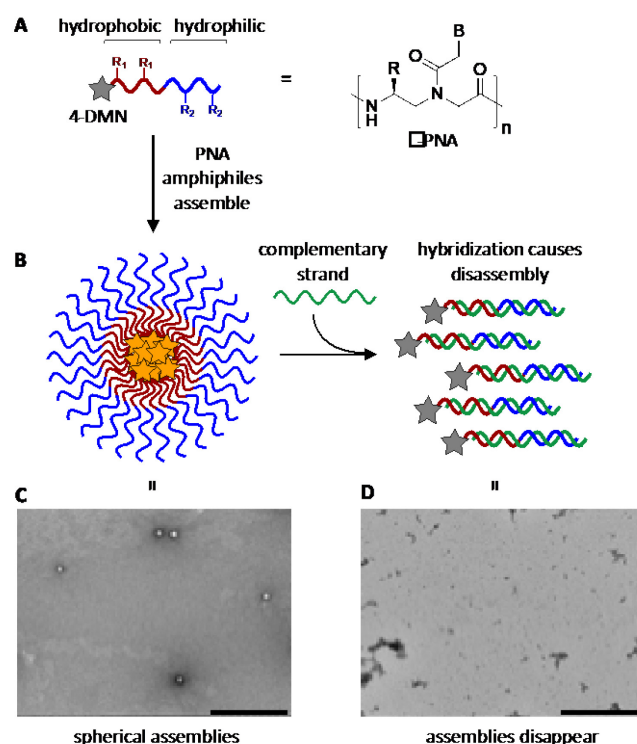 A
hydrophobic hydrophilic
R1 R1
R2 R2
4-DMN
=
B
O R O
N
N
H
n
□-PNA
PNA
amphiphiles
assemble
B
complementary
strand
hybridization causes
disassembly
C = D =
spherical assemblies
assemblies disappear